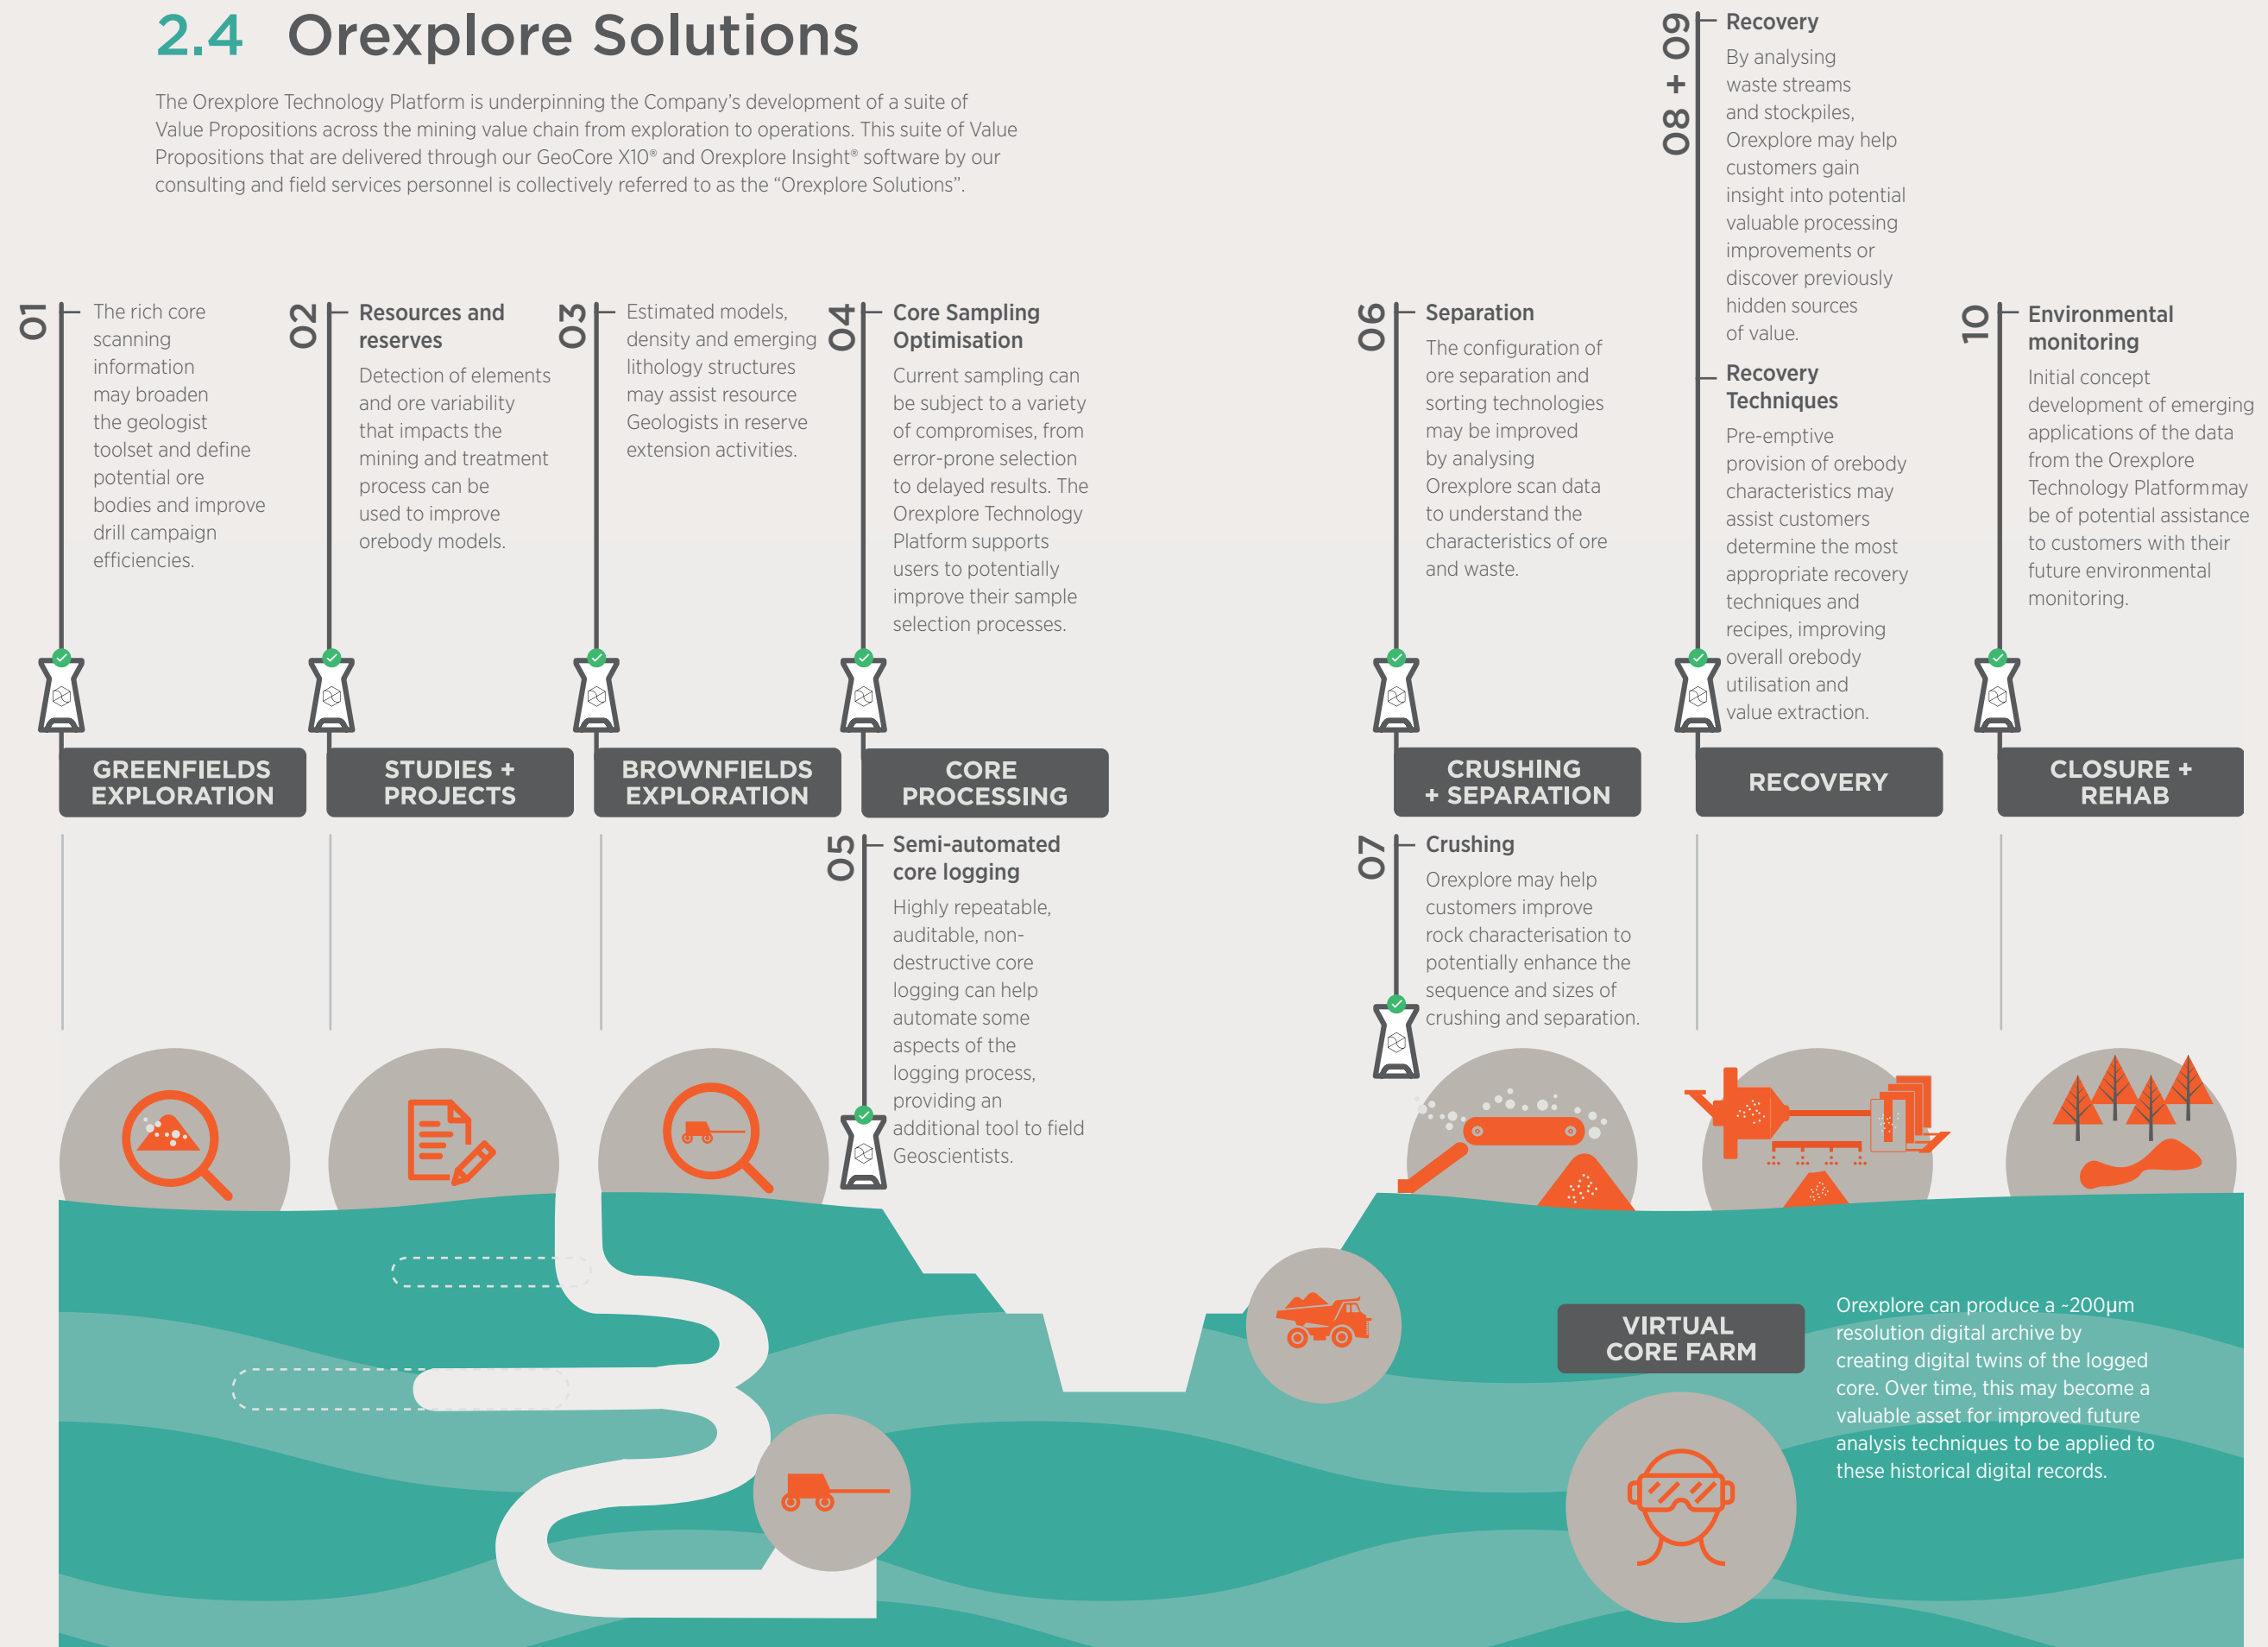 2.4 Orexplore Solutions
The Orexplore Technology Platform is underpinning the Company's development of a suite of
Value Propositions across the mining value chain from exploration to operations. This suite of Value
Propositions that are delivered through our GeoCore X10® and Orexplore Insight® software by our
consulting and field services personnel is collectively referred to as the “Orexplore Solutions”.
01
The rich core
scanning
information
may broaden
the geologist
toolset and define
potential ore
bodies and improve
drill campaign
efficiencies.
GREENFIELDS
EXPLORATION
02
Resources and
reserves
Detection of elements
and ore variability
that impacts the
mining and treatment
process can be
used to improve
orebody models.
STUDIES +
PROJECTS
03
Estimated models,
density and emerging
lithology structures
may assist resource
Geologists in reserve
extension activities.
BROWNFIELDS
EXPLORATION
04
Core Sampling
Optimisation
Current sampling can
be subject to a variety
of compromises, from
error-prone selection
to delayed results. The
Orexplore Technology
Platform supports
users to potentially
improve their sample
selection processes.
CORE
PROCESSING
05
Semi-automated
core logging
Highly repeatable,
auditable, non-
destructive core
logging can help
automate some
aspects of the
logging process,
providing an
additional tool to field
Geoscientists.
06
Separation
The configuration of
ore separation and
sorting technologies
may be improved
by analysing
Orexplore scan data
to understand the
characteristics of ore
and waste.
CRUSHING
+ SEPARATION
07
Crushing
Orexplore may help
customers improve
rock characterisation to
potentially enhance the
sequence and sizes of
crushing and separation.
08 + 09
Recovery
By analysing
waste streams
and stockpiles,
Orexplore may help
customers gain
insight into potential
valuable processing
improvements or
discover previously
hidden sources
of value.
Recovery
Techniques
Pre-emptive
provision of orebody
characteristics may
assist customers
determine the most
appropriate recovery
techniques and
recipes, improving
overall orebody
utilisation and
value extraction.
RECOVERY
10
Environmental
monitoring
Initial concept
development of emerging
applications of the data
from the Orexplore
Technology Platform may
be of potential assistance
to customers with their
future environmental
monitoring.
CLOSURE +
REHAB
VIRTUAL
CORE FARM
Orexplore can produce a ~200μm
resolution digital archive by
creating digital twins of the logged
core. Over time, this may become a
valuable asset for improved future
analysis techniques to be applied to
these historical digital records.